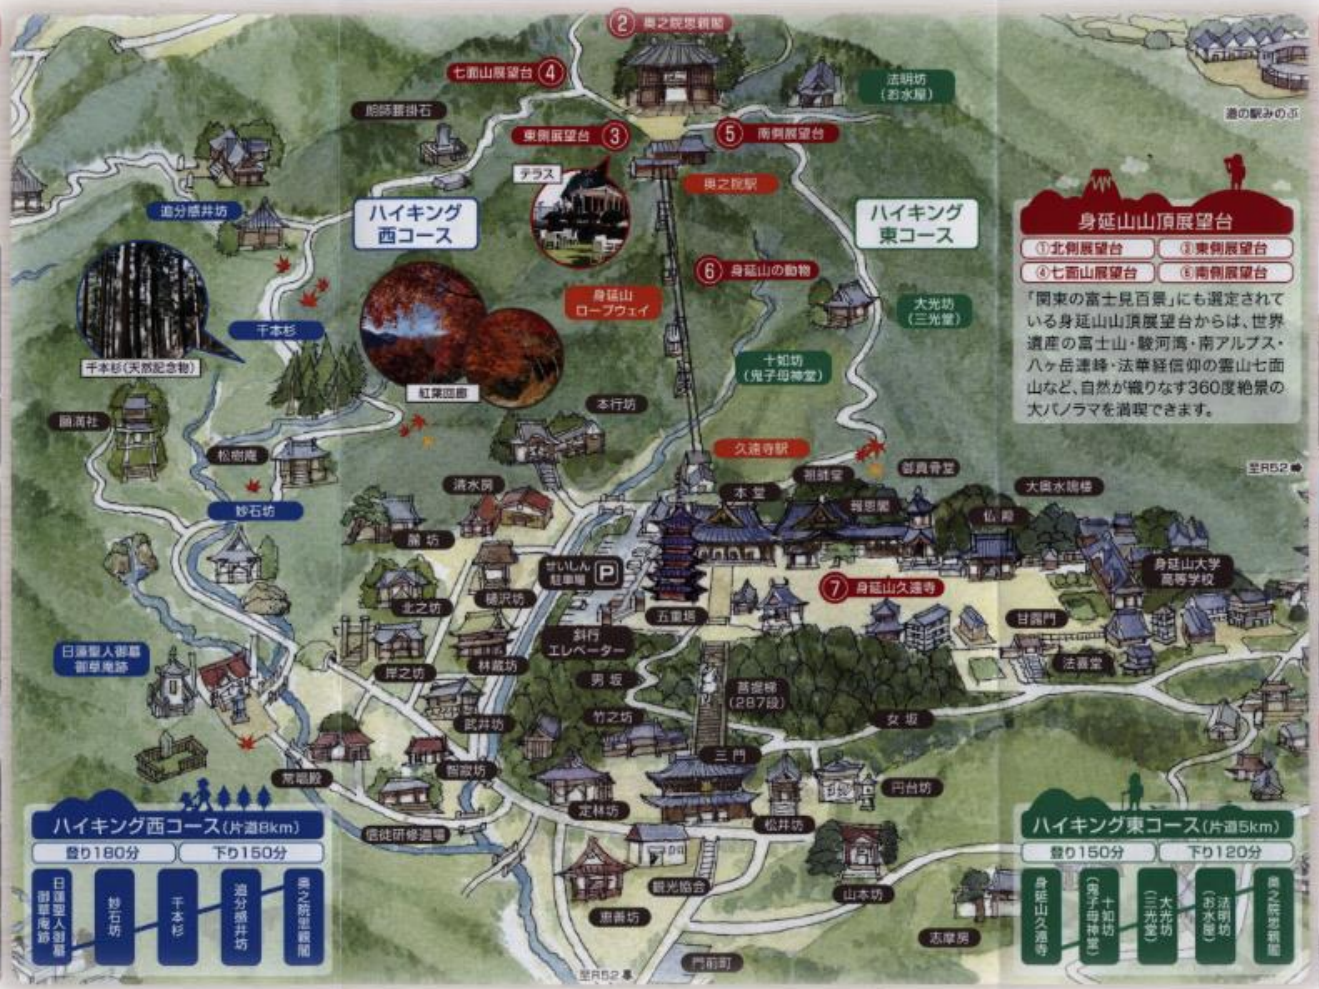 ② 奥之院思親閣
七面山展望台 ④
法明坊
(お水屋)
朗師腰掛石
東側展望台 ③
⑤ 南側展望台
道の駅みのぶ
テラス
奥之院駅
追分感井坊
ハイキング
西コース
ハイキング
東コース
身延山山頂展望台
①北側展望台
③東側展望台
④七面山展望台
⑤南側展望台
「関東の富士見百景」にも選定されて
いる身延山山頂展望台からは、世界
遺産の富士山・駿河湾・南アルプス・
八ヶ岳連峰・法華経信仰の霊山七面
山など、自然が織りなす360度絶景の
大パノラマを満喫できます。
⑥ 身延山の動物
身延山
ロープウェイ
大光坊
(三光堂)
千本杉
千本杉(天然記念物)
十如坊
(鬼子母神堂)
紅葉回廊
本行坊
願満社
松樹庵
久遠寺駅
祖師堂
御真骨堂
至R52
清水房
本堂
報恩閣
大奥水鳴楼
仏殿
妙石坊
麓坊
せいしん
駐車場
P
身延山大学
高等学校
北之坊
樋沢坊
⑦ 身延山久遠寺
五重塔
甘露門
斜行
エレベーター
日蓮聖人御墓
御草庵跡
岸之坊
林蔵坊
法喜堂
男坂
菩提梯
(287段)
武井坊
竹之坊
女坂
三門
智寂坊
常唱殿
円台坊
定林坊
松井坊
信徒研修道場
観光協会
山本坊
恵善坊
志摩房
門前町
至R52
ハイキング西コース(片道8km)
登り180分
下り150分
日蓮聖人御墓
御草庵跡
妙石坊
千本杉
追分感井坊
奥之院思親閣
ハイキング東コース(片道5km)
登り150分
下り120分
身延山久遠寺
十如坊
(鬼子母神堂)
大光坊
(三光堂)
法明坊
(お水屋)
奥之院思親閣